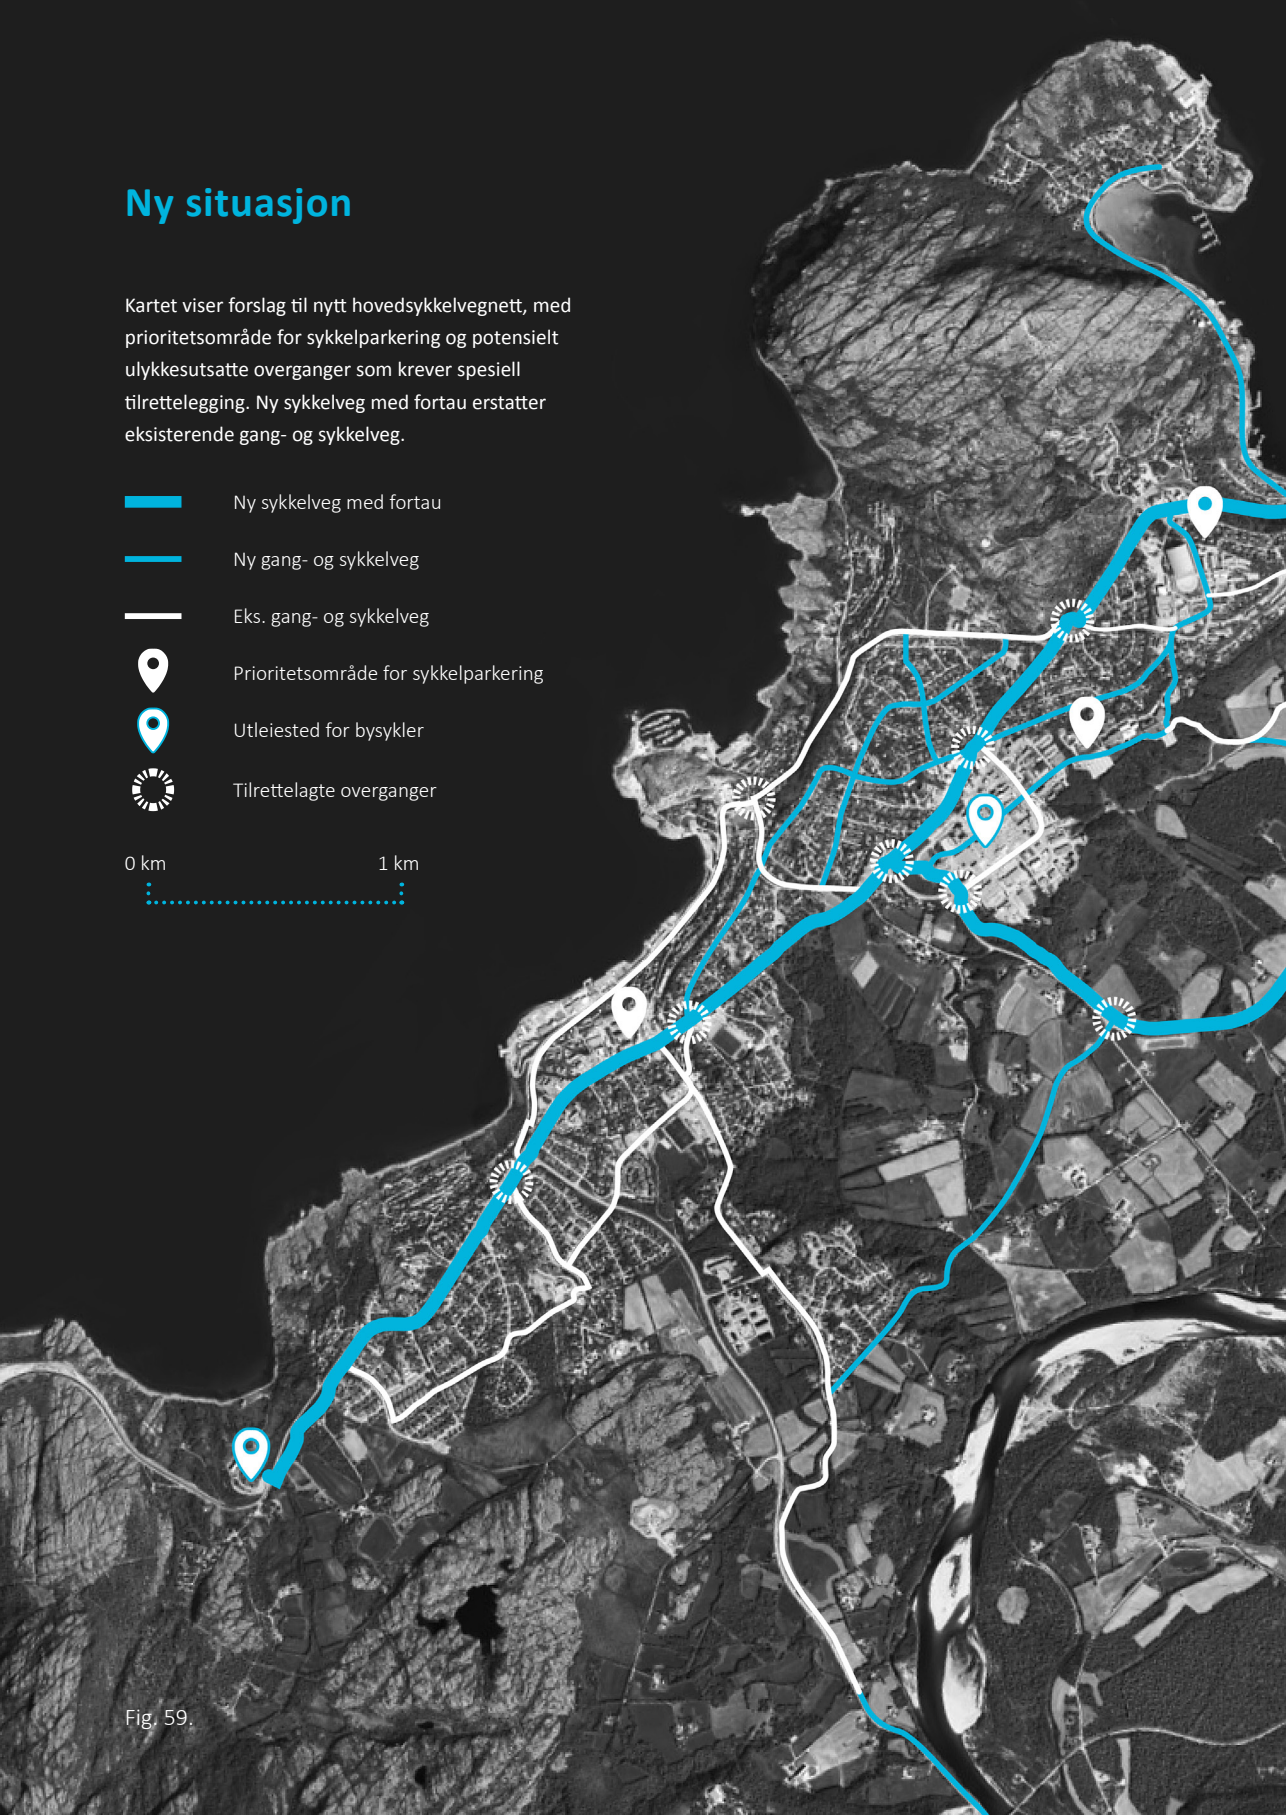 Ny situasjon
Kartet viser forslag til nytt hovedsykkelvegnett, med
prioritetsområde for sykkelparkering og potensielt
ulykkesutsatte overganger som krever spesiell
tilrettelegging. Ny sykkelveg med fortau erstatter
eksisterende gang- og sykkelveg.
Ny sykkelveg med fortau
Ny gang- og sykkelveg
Eks. gang- og sykkelveg
Prioritetsområde for sykkelparkering
Utleiested for bysykler
Tilrettelagte overganger
0 km 1 km
Fig. 59.